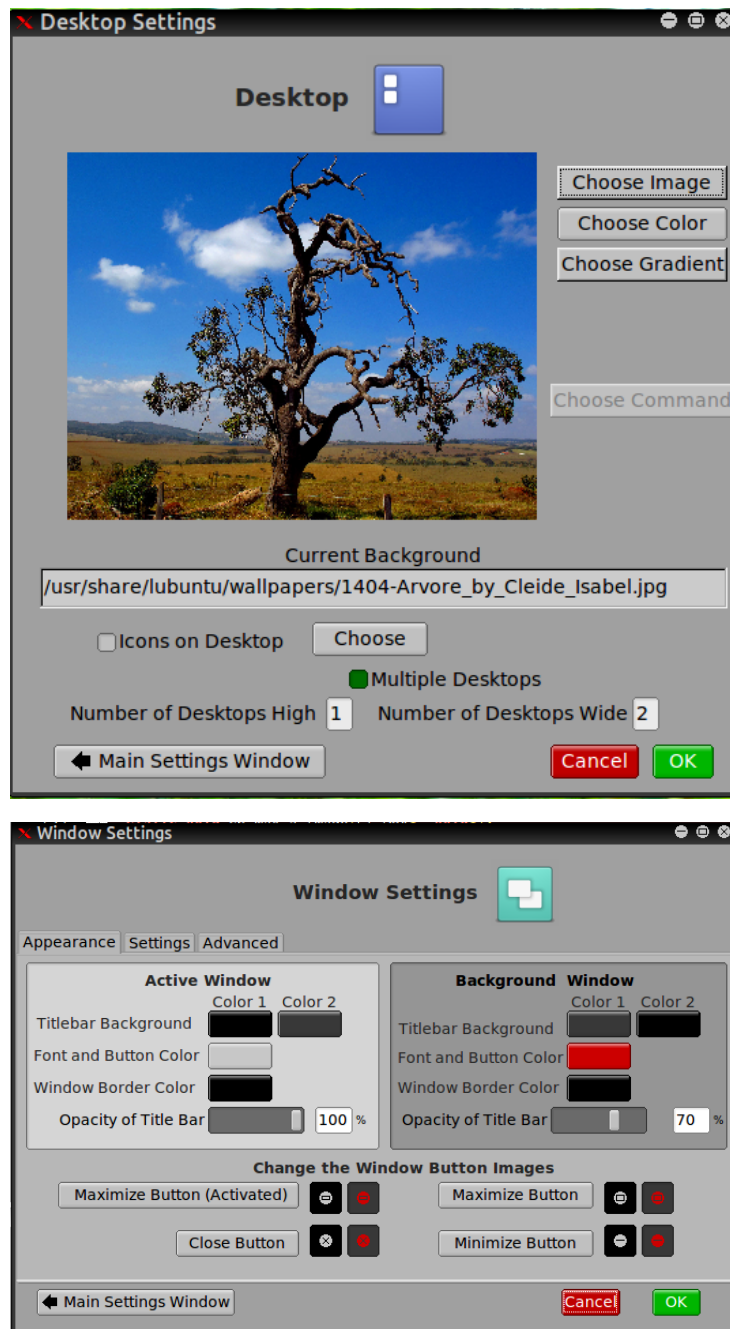 Desktop Settings
Desktop
Choose Image
Choose Color
Choose Gradient
Choose Command
Current Background
/usr/share/lubuntu/wallpapers/1404-Arvore_by_Cleide_Isabel.jpg
Icons on Desktop Choose
Multiple Desktops
Number of Desktops High 1 Number of Desktops Wide 2
Main Settings Window Cancel OK
Window Settings
Window Settings
Appearance Settings Advanced
Active Window
Color 1 Color 2
Titlebar Background
Font and Button Color
Window Border Color
Opacity of Title Bar 100 %
Background Window
Color 1 Color 2
Titlebar Background
Font and Button Color
Window Border Color
Opacity of Title Bar 70 %
Change the Window Button Images
Maximize Button (Activated) Maximize Button
Close Button Minimize Button
Main Settings Window Cancel OK